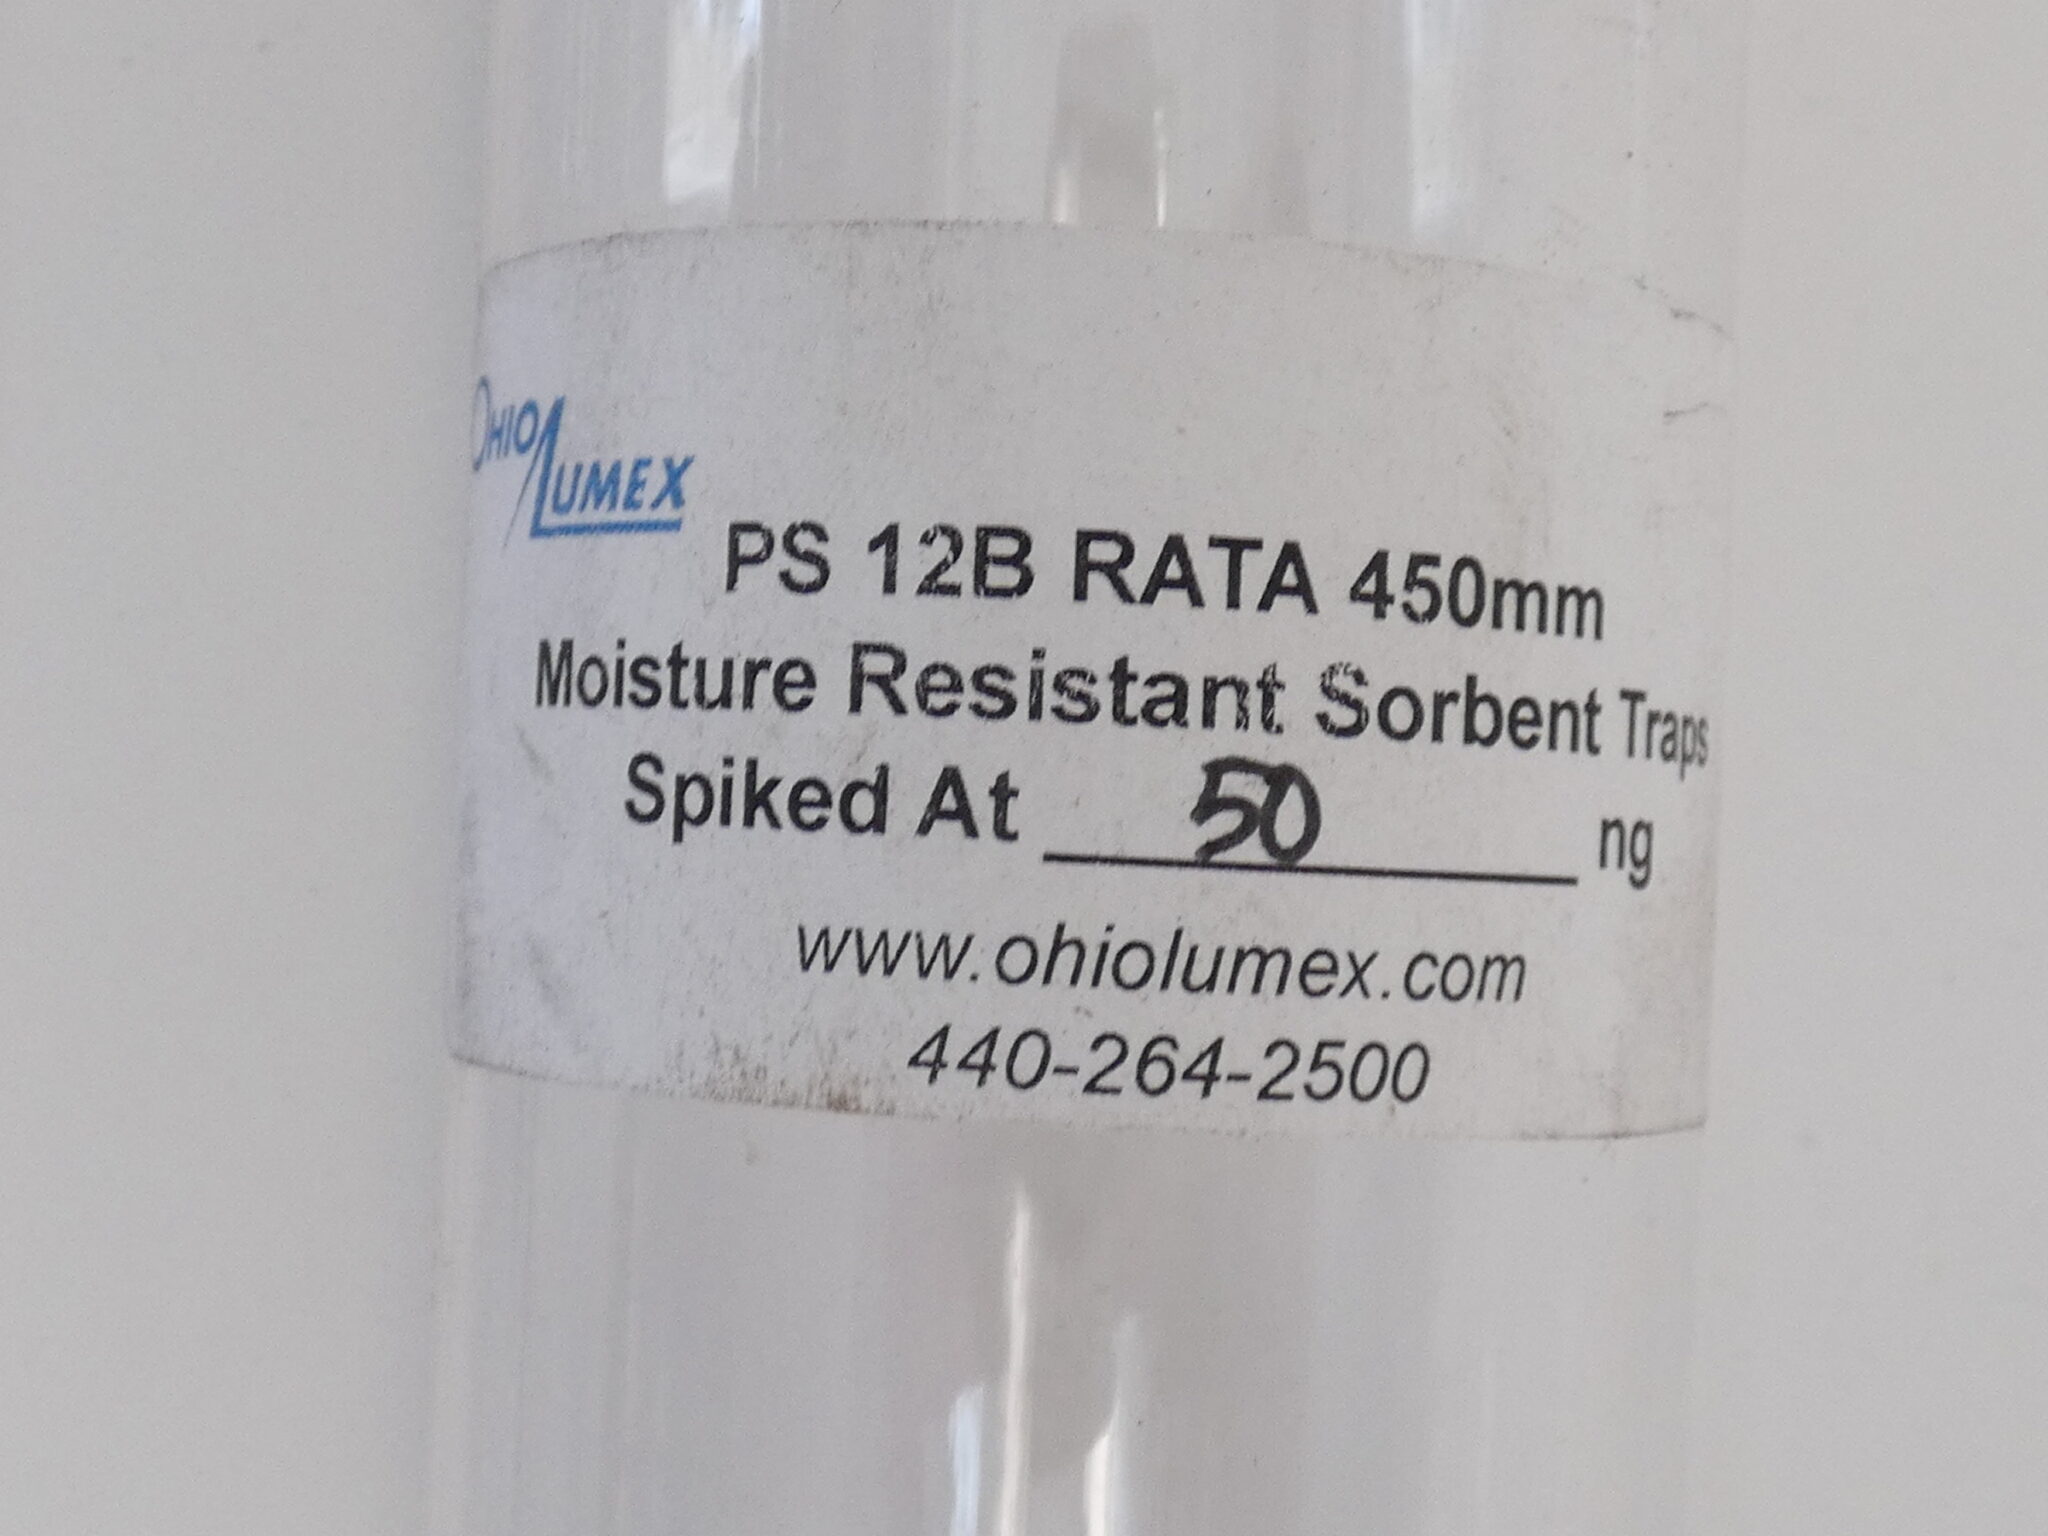 OHIO LUMEX
PS 12B RATA 450mm
Moisture Resistant Sorbent Traps
Spiked At 50 ng
www.ohiolumex.com
440-264-2500